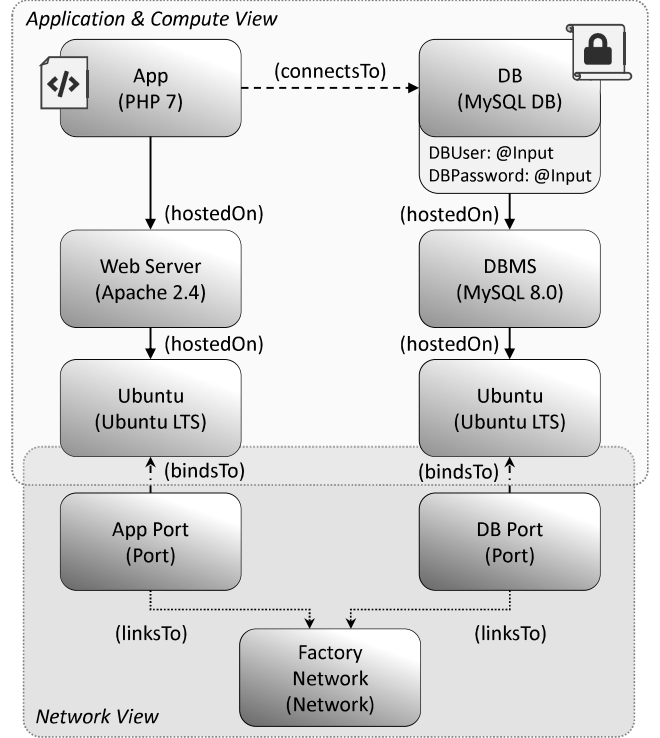 Application & Compute View
</>
App
(PHP 7)
(connectsTo)
DB
(MySQL DB)
DBUser: @Input
DBPassword: @Input
(hostedOn)
(hostedOn)
Web Server
(Apache 2.4)
DBMS
(MySQL 8.0)
(hostedOn)
(hostedOn)
Ubuntu
(Ubuntu LTS)
Ubuntu
(Ubuntu LTS)
(bindsTo)
(bindsTo)
App Port
(Port)
DB Port
(Port)
(linksTo)
(linksTo)
Factory
Network
(Network)
Network View